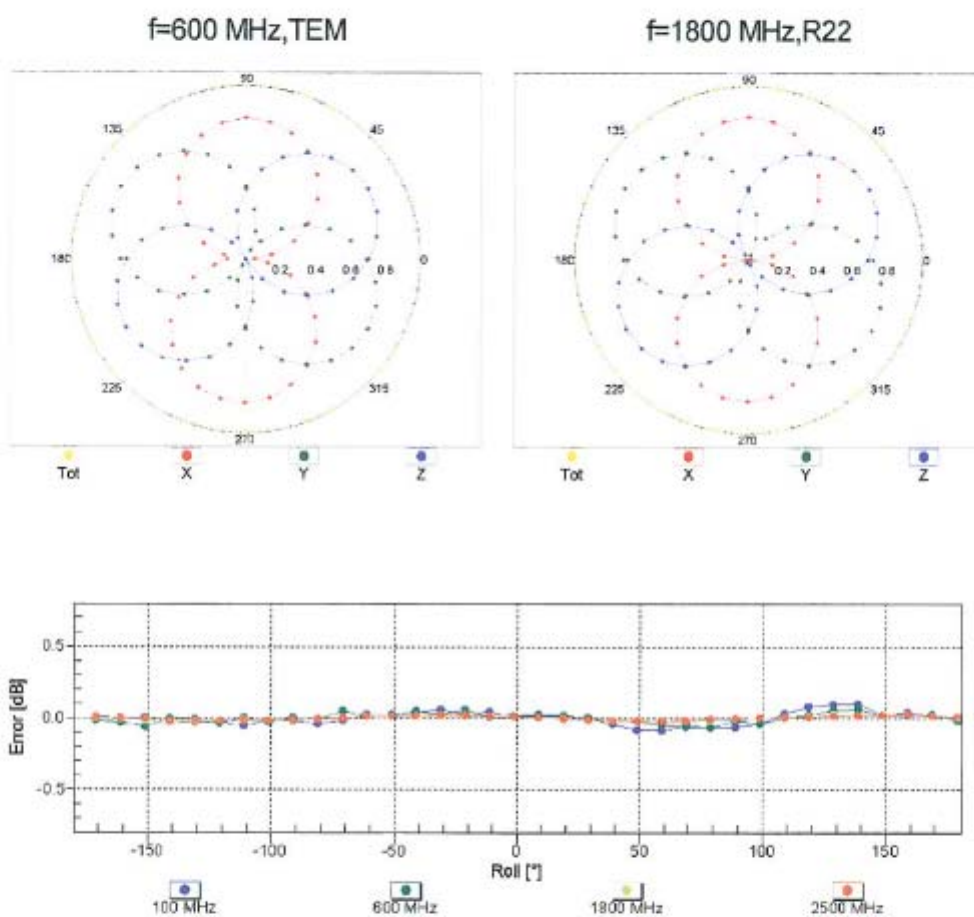 f=600 MHz,TEM
f=1800 MHz,R22
90
135
45
180
0
0.2 0.4 0.6 0.8
225
315
270
Tot X Y Z
90
135
45
180
0
0.2 0.4 0.6 0.8
225
315
270
Tot X Y Z
Error [dB]
0.5
0.0
-0.5
-150 -100 -50 0 50 100 150
Roll [°]
100 MHz 600 MHz 1800 MHz 2500 MHz